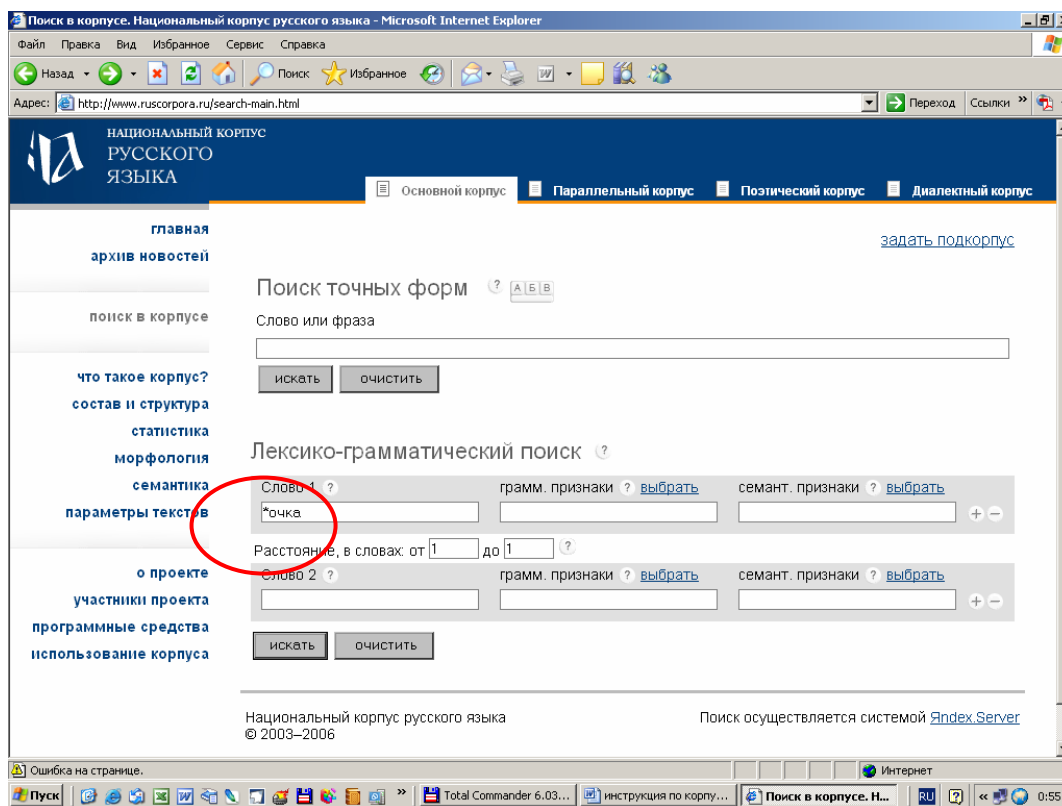 Поиск в корпусе. Национальный корпус русского языка - Microsoft Internet Explorer
Файл Правка Вид Избранное Сервис Справка
Назад Поиск Избранное
Адрес: http://www.ruscorpora.ru/search-main.html Переход Ссылки »
НАЦИОНАЛЬНЫЙ КОРПУС
РУССКОГО
ЯЗЫКА
Основной корпус Параллельный корпус Поэтический корпус Диалектный корпус
главная
архив новостей
задать подкорпус
поиск в корпусе
что такое корпус?
состав и структура
статистика
морфология
семантика
параметры текстов
о проекте
участники проекта
программные средства
использование корпуса
Поиск точных форм ? А Б В
Слово или фраза
искать очистить
Лексико-грамматический поиск ?
Слово 1 ? грамм. признаки ? выбрать семант. признаки ? выбрать
*очка + −
Расстояние, в словах: от 1 до 1 ?
Слово 2 ? грамм. признаки ? выбрать семант. признаки ? выбрать
+ −
искать очистить
Национальный корпус русского языка
© 2003–2006
Поиск осуществляется системой Яndex.Server
Ошибка на странице. Интернет
Пуск » Total Commander 6.03... инструкция по корпу... Поиск в корпусе. Н... RU ? « 0:55